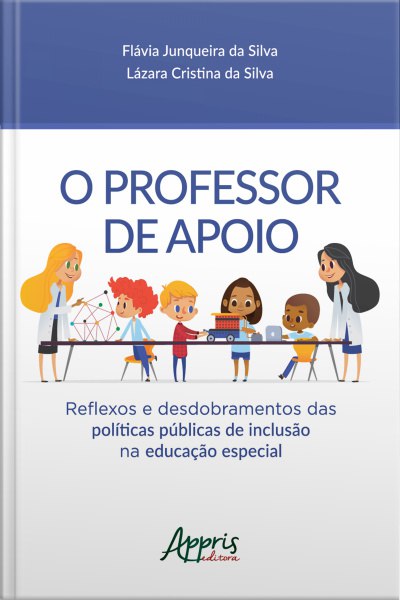 Flávia Junqueira da Silva
Lázara Cristina da Silva
O PROFESSOR
DE APOIO
Reflexos e desdobramentos das
políticas públicas de inclusão
na educação especial
Appris
editora